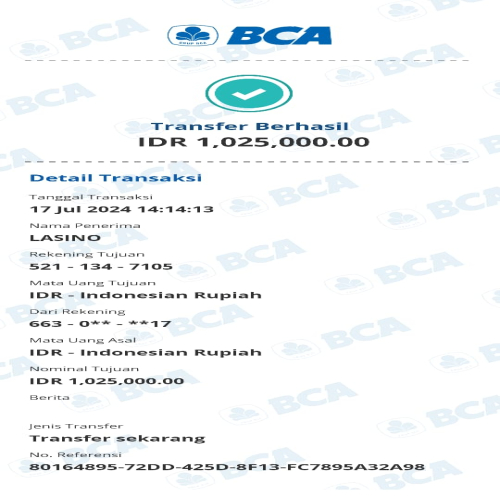 BCA
Transfer Berhasil
IDR 1,025,000.00
Detail Transaksi
Tanggal Transaksi
17 Jul 2024 14:14:13
Nama Penerima
LASINO
Rekening Tujuan
521 - 134 - 7105
Mata Uang Tujuan
IDR - Indonesian Rupiah
Dari Rekening
663 - 0** - **17
Mata Uang Asal
IDR - Indonesian Rupiah
Nominal Tujuan
IDR 1,025,000.00
Berita
Jenis Transfer
Transfer sekarang
No. Referensi
80164895-72DD-425D-8F13-FC7895A32A98